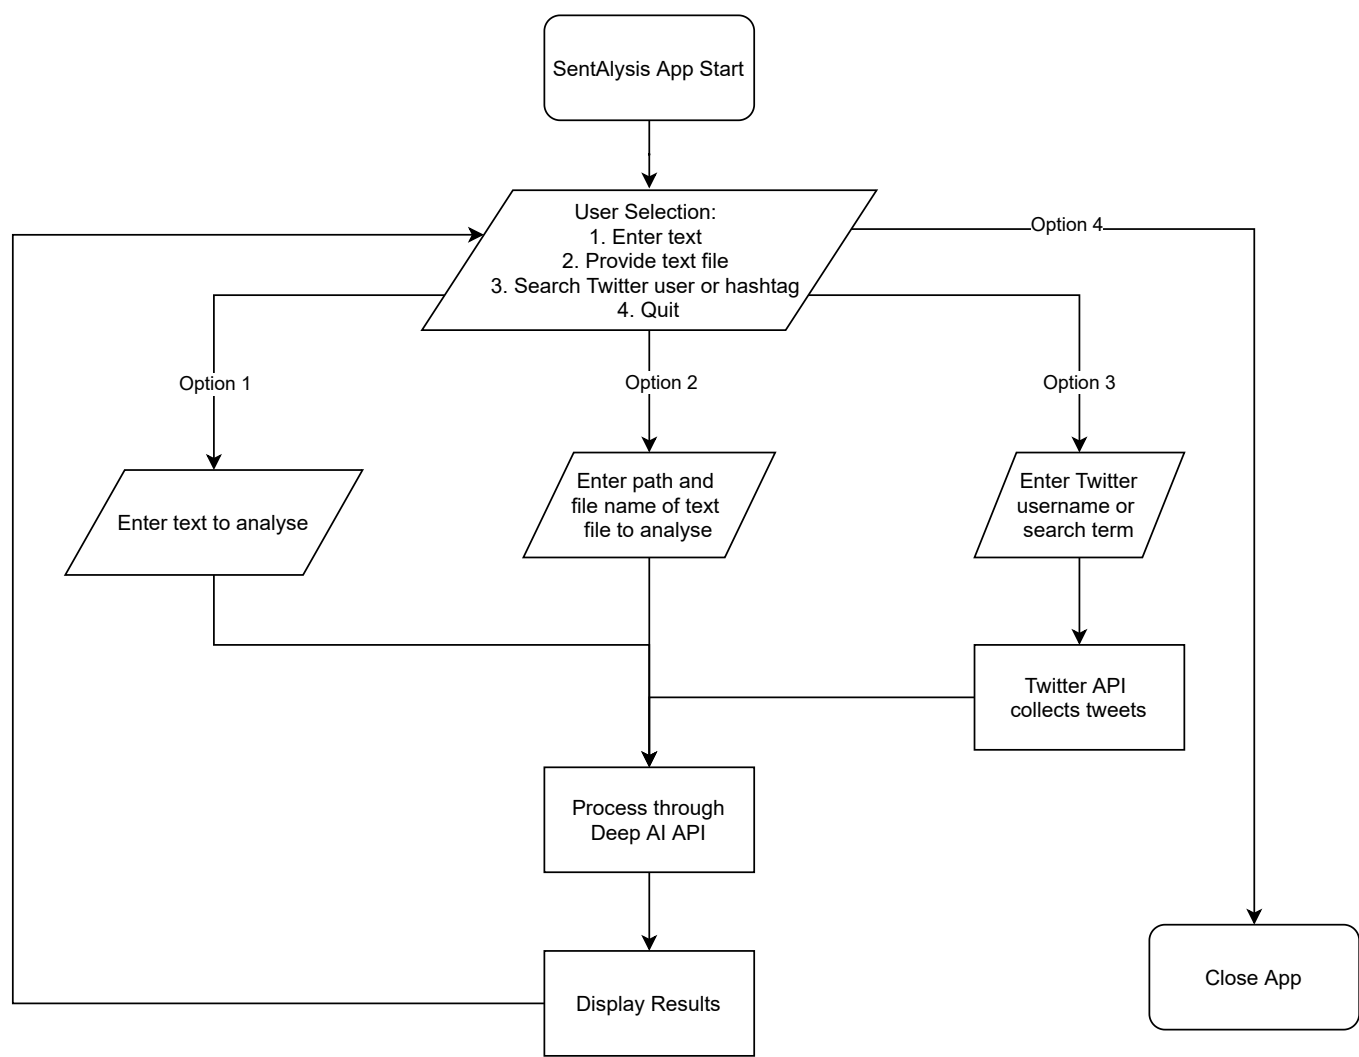 SentAlysis App Start
User Selection:
1. Enter text
2. Provide text file
3. Search Twitter user or hashtag
4. Quit
Option 4
Option 1
Option 2
Option 3
Enter text to analyse
Enter path and
file name of text
file to analyse
Enter Twitter
username or
search term
Twitter API
collects tweets
Process through
Deep AI API
Display Results
Close App